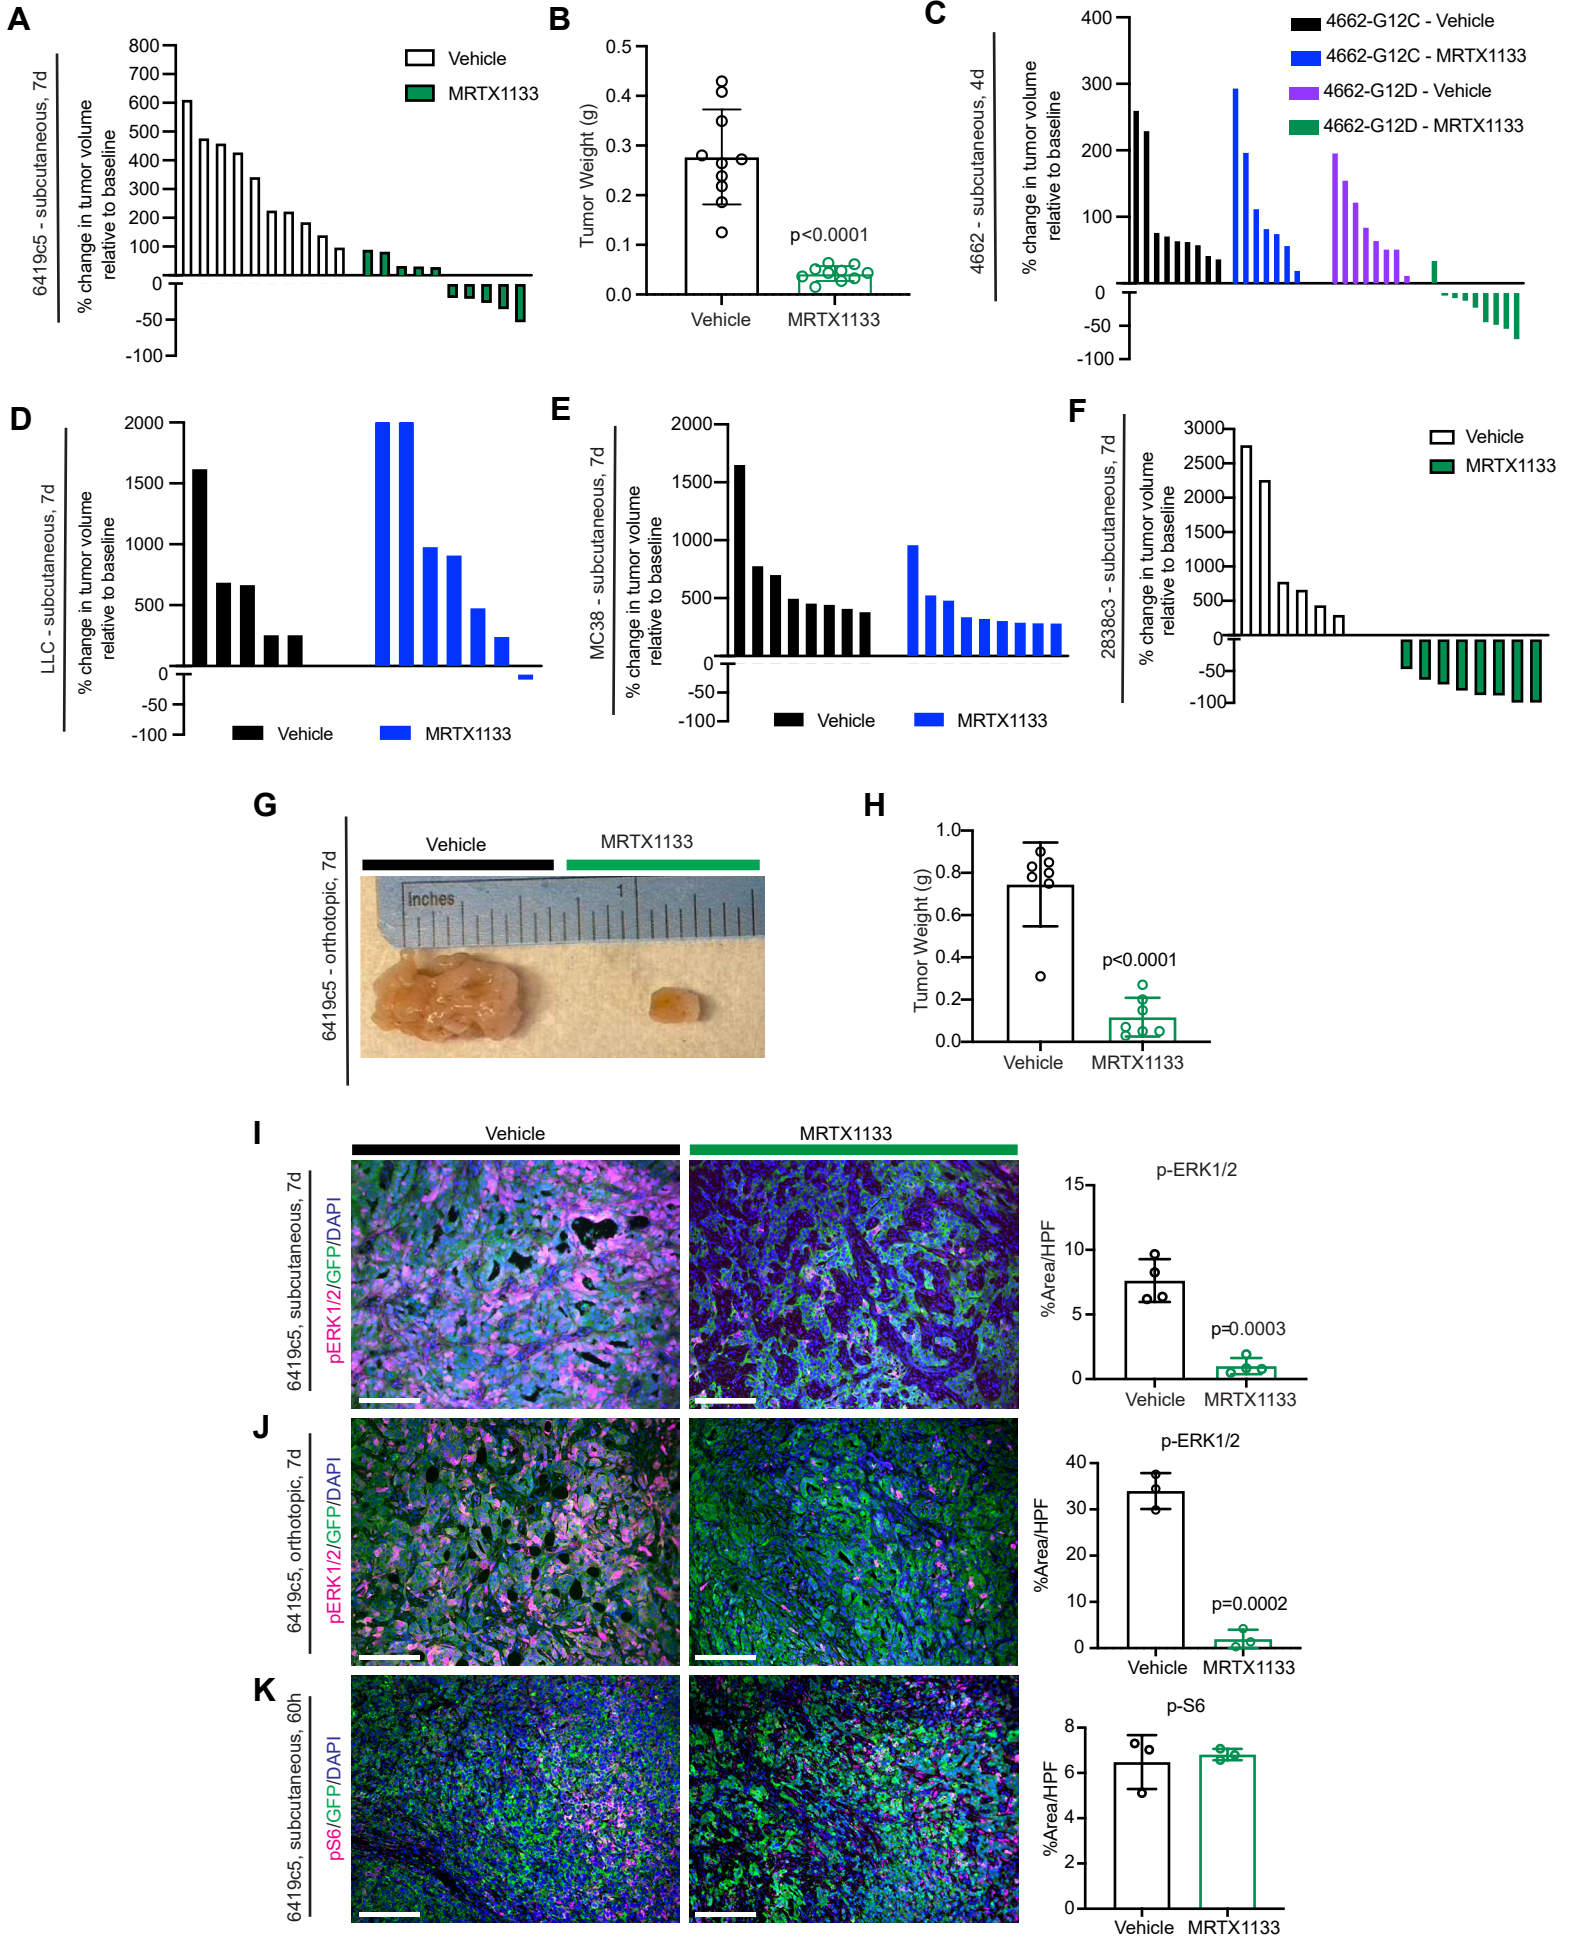 A
6419c5 - subcutaneous, 7d
% change in tumor volume
relative to baseline
800
700
600
500
400
300
200
100
0
-50
-100
Vehicle
MRTX1133
B
Tumor Weight (g)
0.5
0.4
0.3
0.2
0.1
0.0
p<0.0001
Vehicle
MRTX1133
C
4662 - subcutaneous, 4d
% change in tumor volume
relative to baseline
400
300
200
100
0
-50
-100
4662-G12C - Vehicle
4662-G12C - MRTX1133
4662-G12D - Vehicle
4662-G12D - MRTX1133
D
LLC - subcutaneous, 7d
% change in tumor volume
relative to baseline
2000
1500
1000
500
0
-50
-100
Vehicle
MRTX1133
E
MC38 - subcutaneous, 7d
% change in tumor volume
relative to baseline
2000
1500
1000
500
0
-50
-100
Vehicle
MRTX1133
F
2838c3 - subcutaneous, 7d
% change in tumor volume
relative to baseline
3000
2500
2000
1500
1000
500
0
-50
-100
Vehicle
MRTX1133
G
6419c5 - orthotopic, 7d
Vehicle
MRTX1133
Inches
1
H
Tumor Weight (g)
1.0
0.8
0.6
0.4
0.2
0.0
p<0.0001
Vehicle
MRTX1133
I
Vehicle
MRTX1133
6419c5, subcutaneous, 7d
pERK1/2/GFP/DAPI
p-ERK1/2
%Area/HPF
15
10
5
0
p=0.0003
Vehicle
MRTX1133
J
6419c5, orthotopic, 7d
pERK1/2/GFP/DAPI
p-ERK1/2
%Area/HPF
40
30
20
10
0
p=0.0002
Vehicle
MRTX1133
K
6419c5, subcutaneous, 60h
pS6/GFP/DAPI
p-S6
%Area/HPF
8
6
4
2
0
Vehicle
MRTX1133